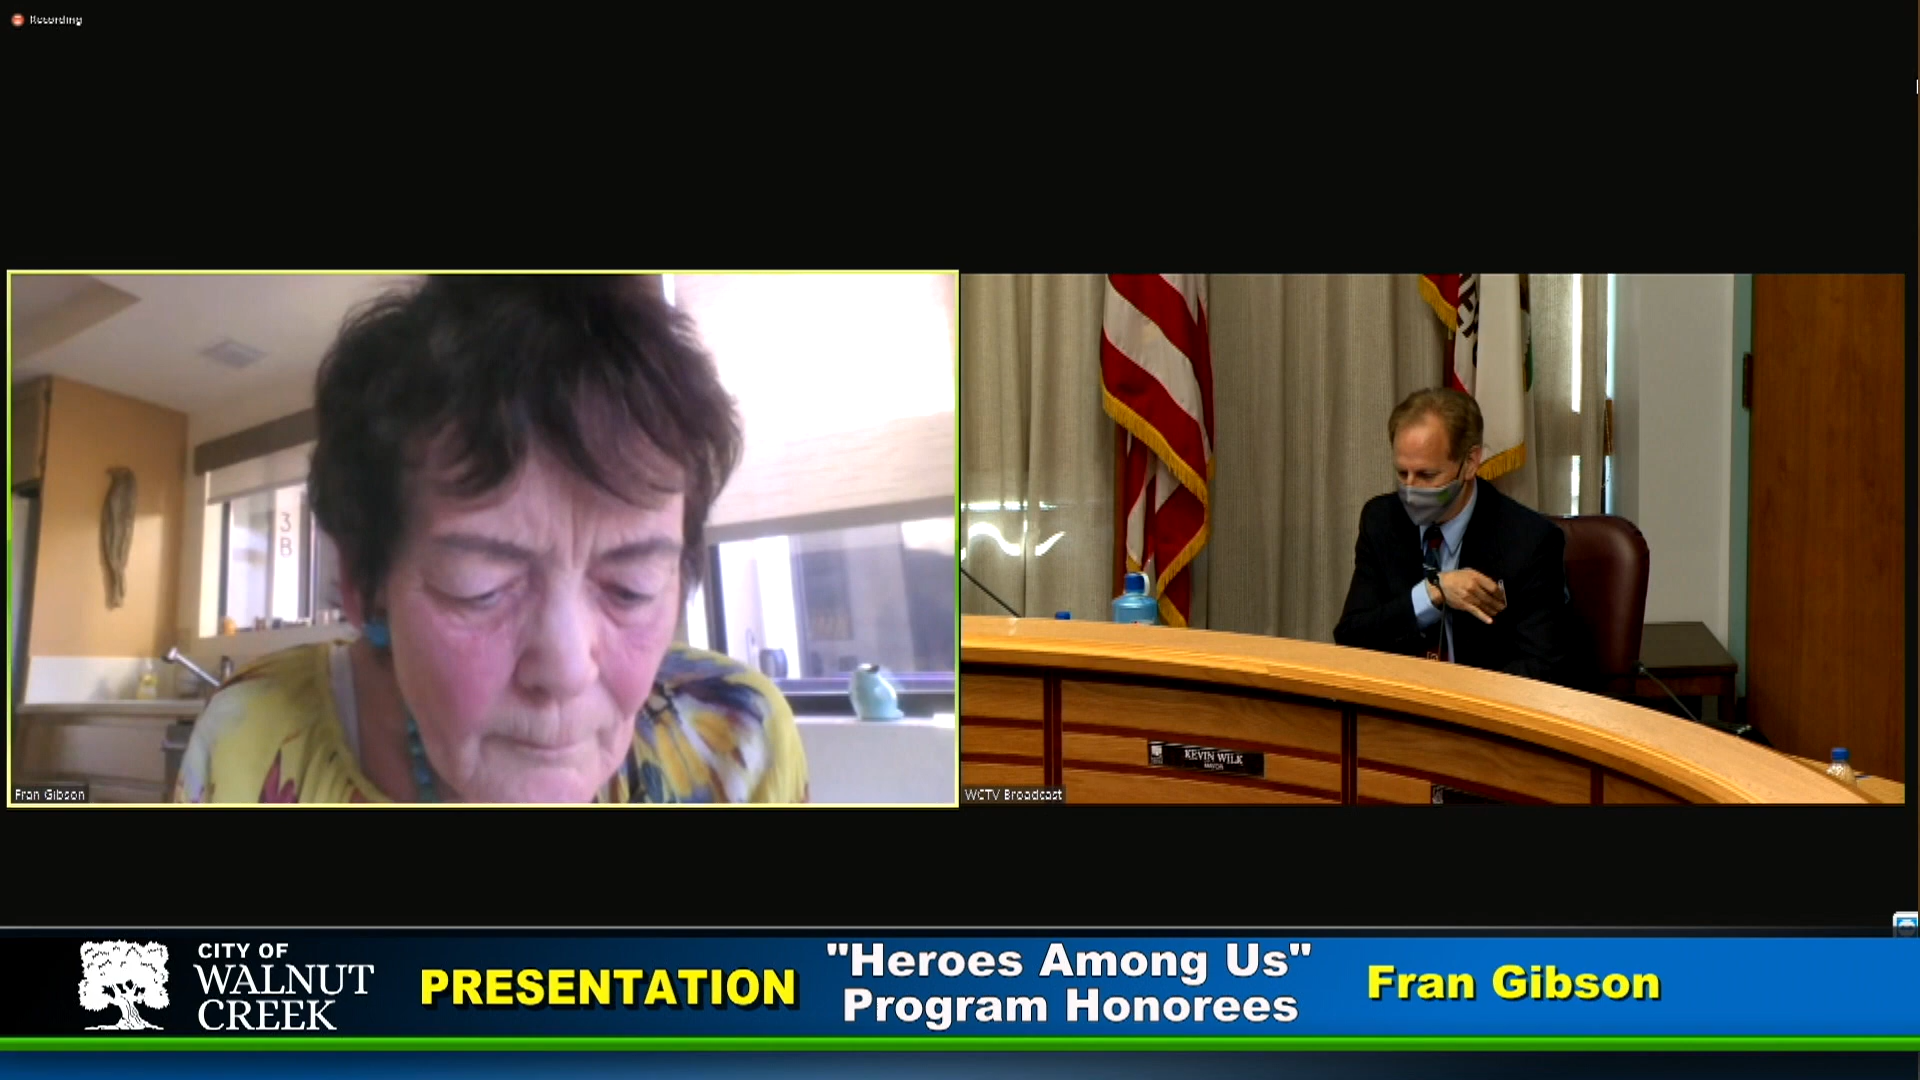 Recording
3
B
Fran Gibson
KEVIN WILK
MAYOR
WCTV Broadcast
CITY OF
WALNUT
CREEK
PRESENTATION
"Heroes Among Us"
Program Honorees
Fran Gibson